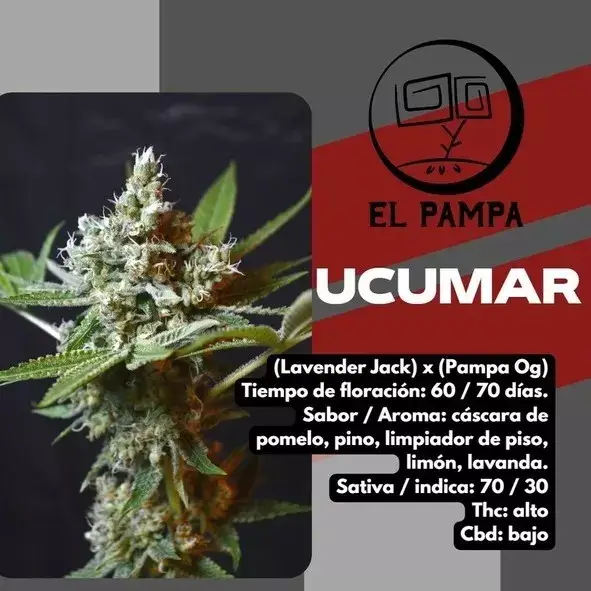 EL PAMPA
UCUMAR
(Lavender Jack) x (Pampa Og)
Tiempo de floración: 60 / 70 días.
Sabor / Aroma: cáscara de
pomelo, pino, limpiador de piso,
limón, lavanda.
Sativa / indica: 70 / 30
Thc: alto
Cbd: bajo